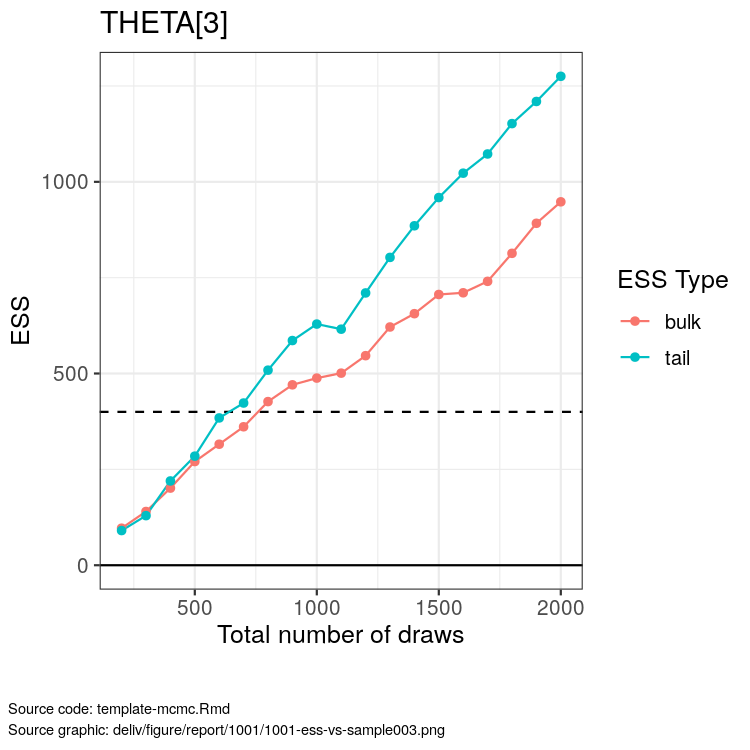 THETA[3]
1000
500
0
ESS
500 1000 1500 2000
Total number of draws
ESS Type
bulk
tail
Source code: template-mcmc.Rmd
Source graphic: deliv/figure/report/1001/1001-ess-vs-sample003.png